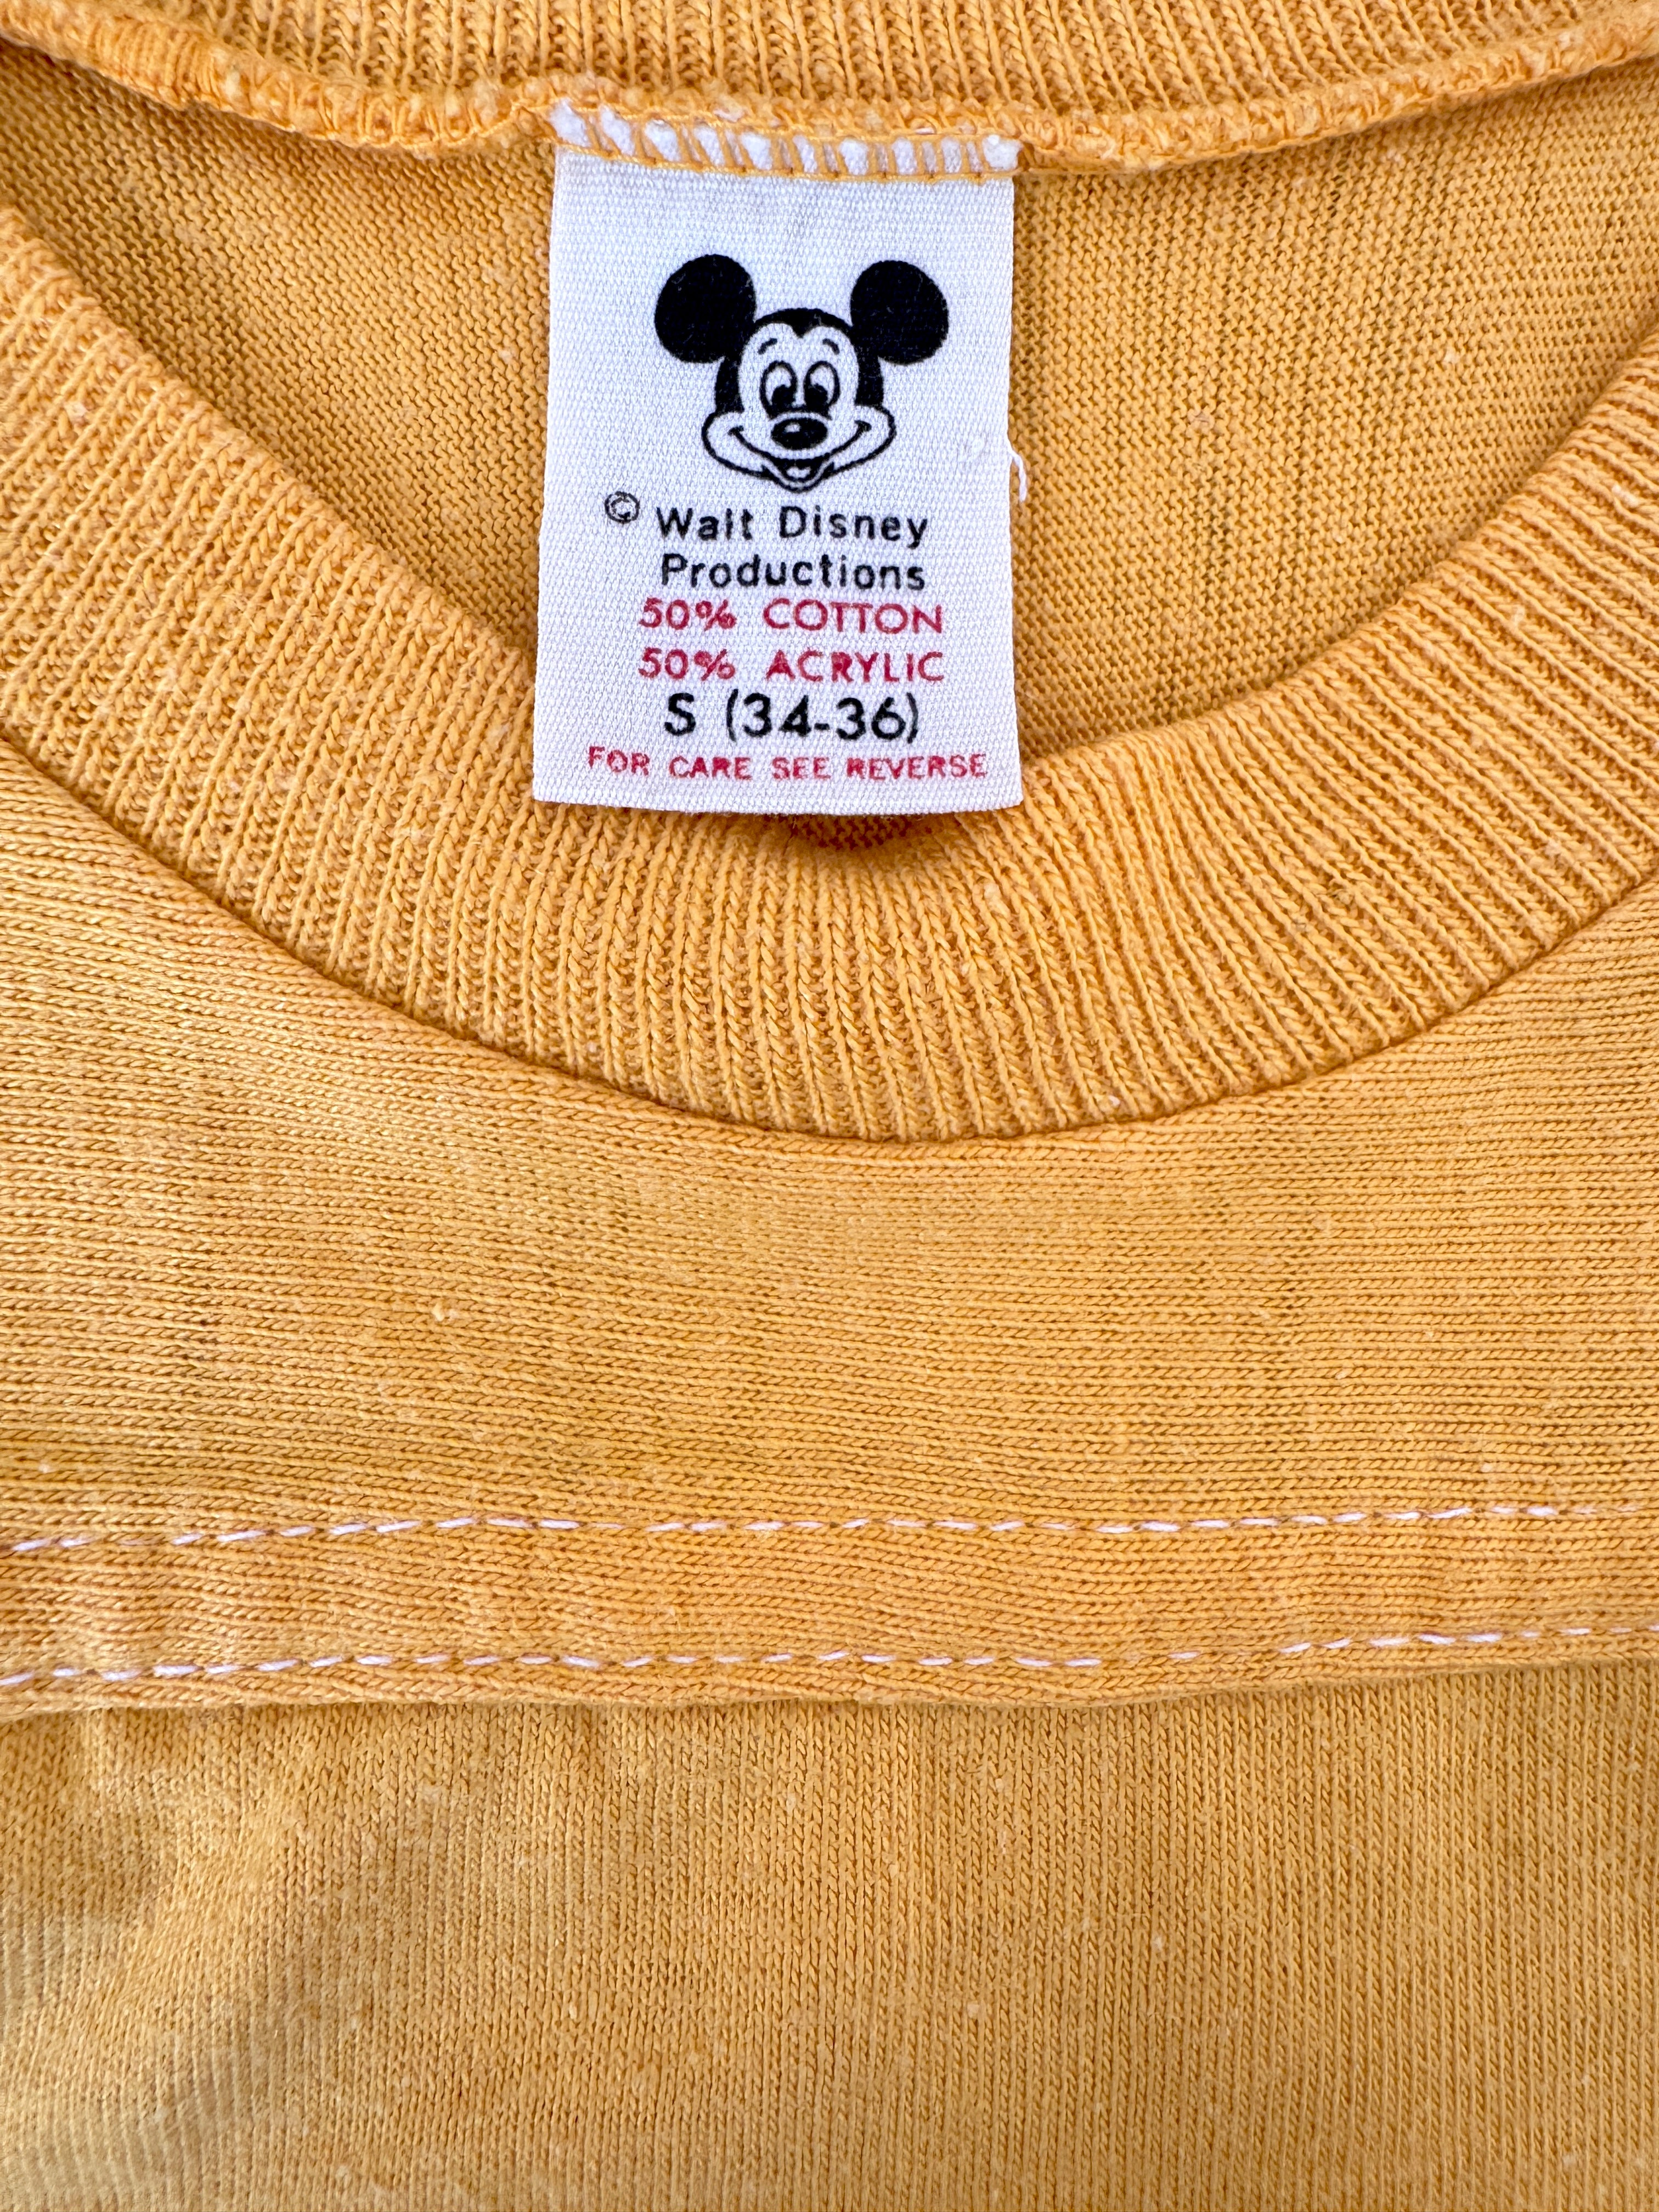 © Walt Disney
Productions
50% COTTON
50% ACRYLIC
S (34-36)
FOR CARE SEE REVERSE